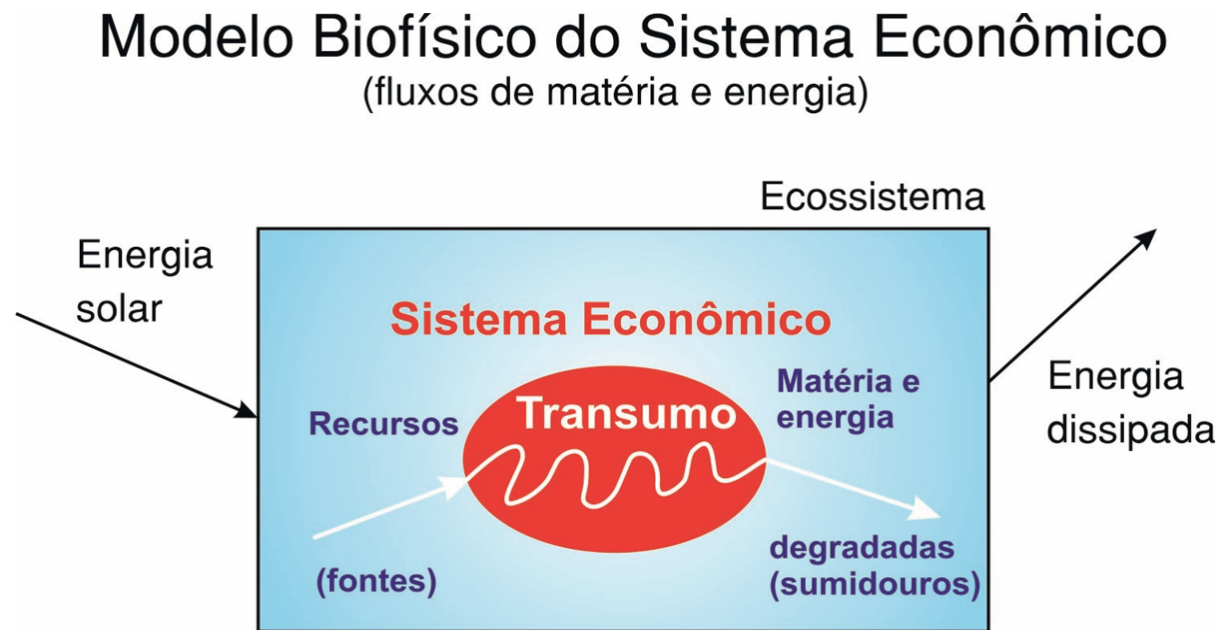 Modelo Biofísico do Sistema Econômico
(fluxos de matéria e energia)
Ecossistema
Energia
solar
Sistema Econômico
Recursos
(fontes)
Transumo
Matéria e
energia
degradadas
(sumidouros)
Energia
dissipada